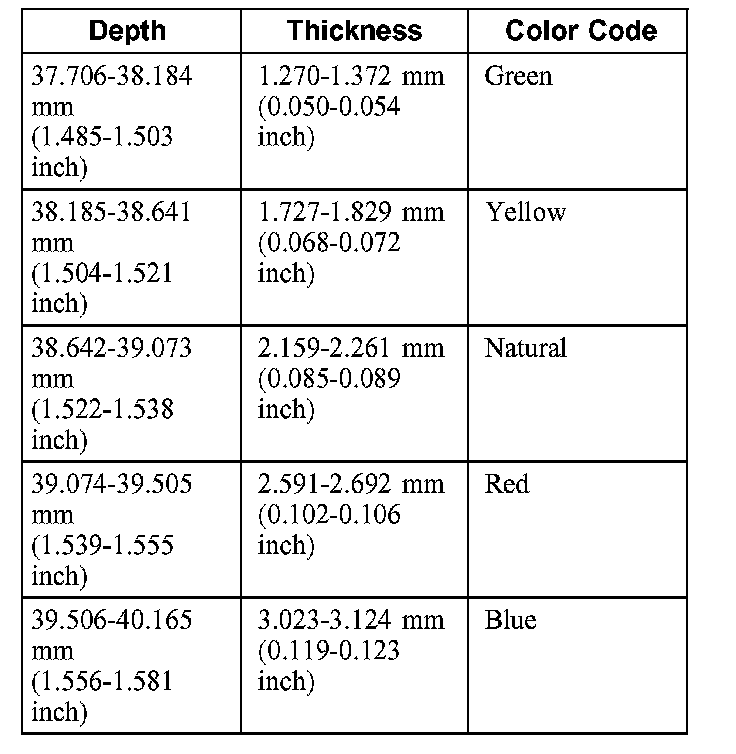 Depth Thickness Color Code
37.706-38.184 1.270-1.372 mm Green
mm (0.050-0.054
(1.485-1.503 inch)
inch)
38.185-38.641 1.727-1.829 mm Yellow
mm (0.068-0.072
(1.504-1.521 inch)
inch)
38.642-39.073 2.159-2.261 mm Natural
mm (0.085-0.089
(1.522-1.538 inch)
inch)
39.074-39.505 2.591-2.692 mm Red
mm (0.102-0.106
(1.539-1.555 inch)
inch)
39.506-40.165 3.023-3.124 mm Blue
mm (0.119-0.123
(1.556-1.581 inch)
inch)